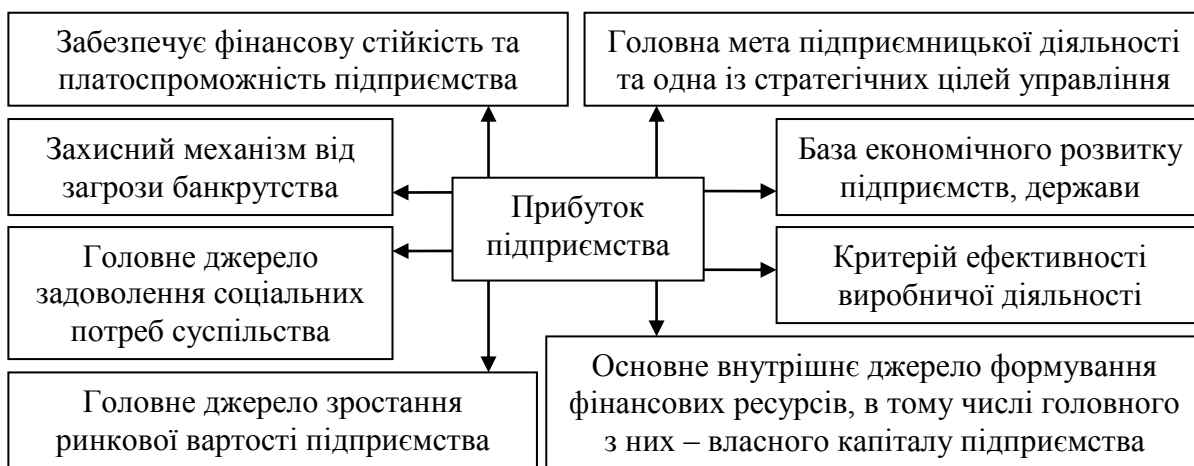 Забезпечує фінансову стійкість та
платоспроможність підприємства
Головна мета підприємницької діяльності
та одна із стратегічних цілей управління
Захисний механізм від
загрози банкрутства
База економічного розвитку
підприємств, держави
Прибуток
підприємства
Головне джерело
задоволення соціальних
потреб суспільства
Критерій ефективності
виробничої діяльності
Головне джерело зростання
ринкової вартості підприємства
Основне внутрішнє джерело формування
фінансових ресурсів, в тому числі головного
з них – власного капіталу підприємства